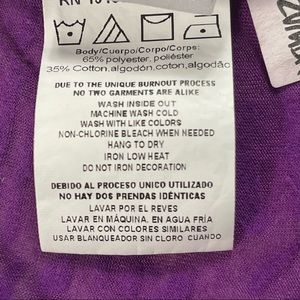 Body/Cuerpo/Corpo/Corps:
65% polyester, poliéster
35% Cotton,algodón,coton,algodão
DUE TO THE UNIQUE BURNOUT PROCESS
NO TWO GARMENTS ARE ALIKE
WASH INSIDE OUT
MACHINE WASH COLD
WASH WITH LIKE COLORS
NON-CHLORINE BLEACH WHEN NEEDED
HANG TO DRY
IRON LOW HEAT
DO NOT IRON DECORATION
DEBIDO AL PROCESO UNICO UTILIZADO
NO HAY DOS PRENDAS IDÉNTICAS
LAVAR POR EL REVES
LAVAR EN MÁQUINA. EN AGUA FRÍA
LAVAR CON COLORES SIMILARES
USAR BLANQUEADOR SIN CLORO CUANDO